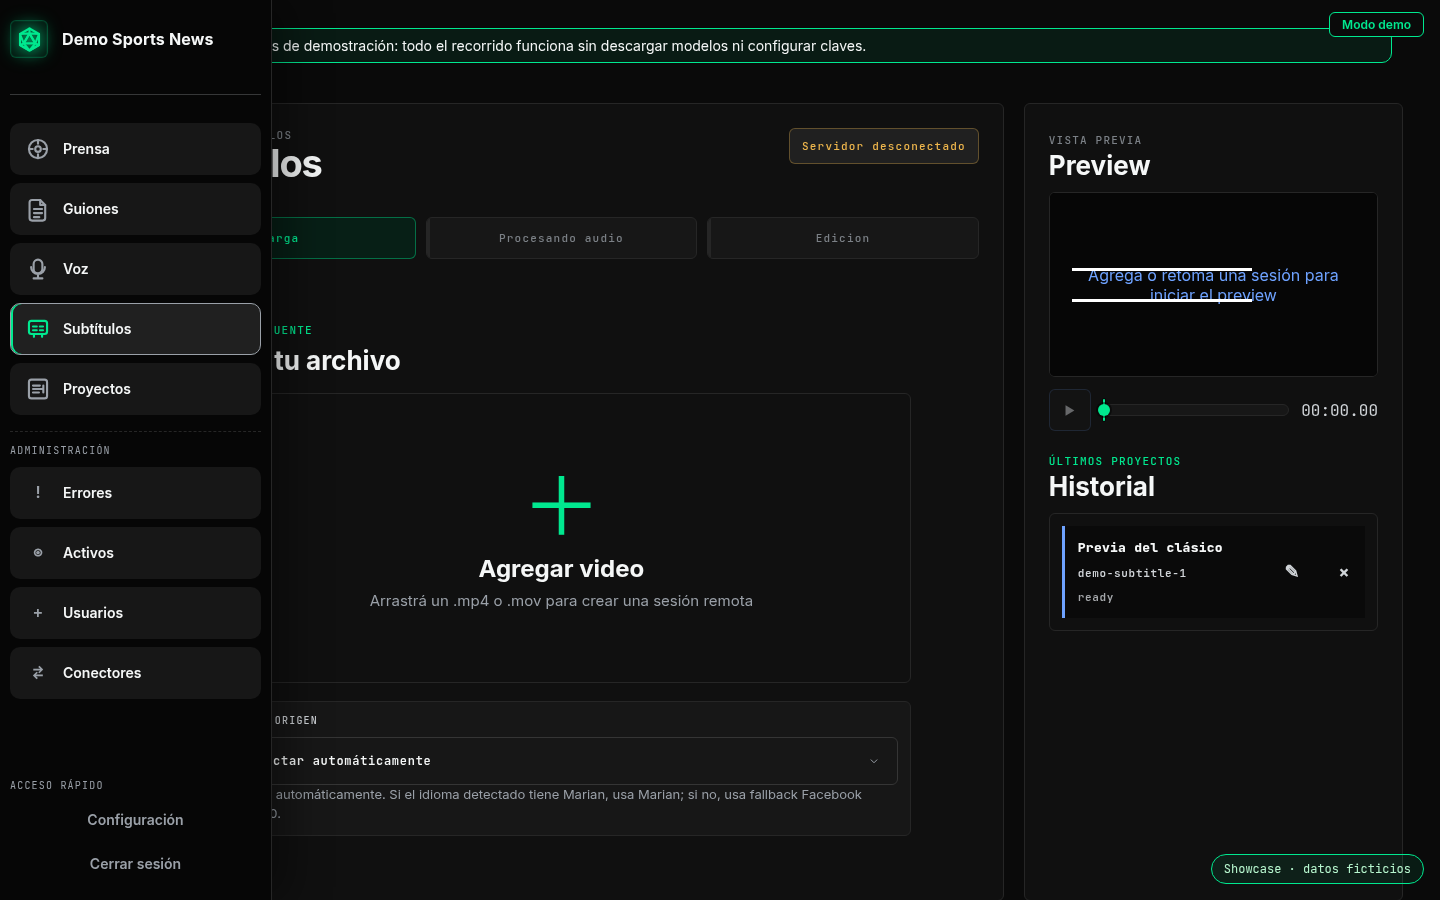 Demo Sports News
Prensa
Guiones
Voz
Subtítulos
Proyectos
ADMINISTRACIÓN
Errores
Activos
Usuarios
Conectores
ACCESO RÁPIDO
Configuración
Cerrar sesión
Modo demo
s de demostración: todo el recorrido funciona sin descargar modelos ni configurar claves.
LOS
los
Servidor desconectado
arga
Procesando audio
Edicion
UENTE
tu archivo
Agregar video
Arrastrá un .mp4 o .mov para crear una sesión remota
ORIGEN
ctar automáticamente
automáticamente. Si el idioma detectado tiene Marian, usa Marian; si no, usa fallback Facebook
VISTA PREVIA
Preview
Agrega o retoma una sesión para
iniciar el preview
00:00.00
ÚLTIMOS PROYECTOS
Historial
Previa del clásico
demo-subtitle-1
ready
Showcase · datos ficticios